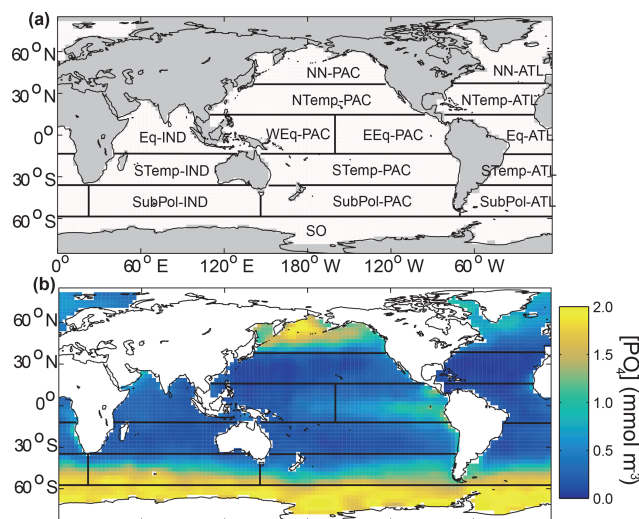 (a)
60°N
30°N
0°N
30°S
60°S
NN-PAC
NN-ATL
NTemp-PAC
NTemp-ATL
Eq-IND
WEq-PAC
EEq-PAC
Eq-ATL
STemp-IND
STemp-PAC
STemp-ATL
SubPol-IND
SubPol-PAC
SubPol-ATL
SO
0°
60°E
120°E
180°W
120°W
60°W
(b)
60°N
30°N
0°N
30°S
60°S
2.0
1.5
1.0
0.5
0.0
[PO4] (mmol m³)